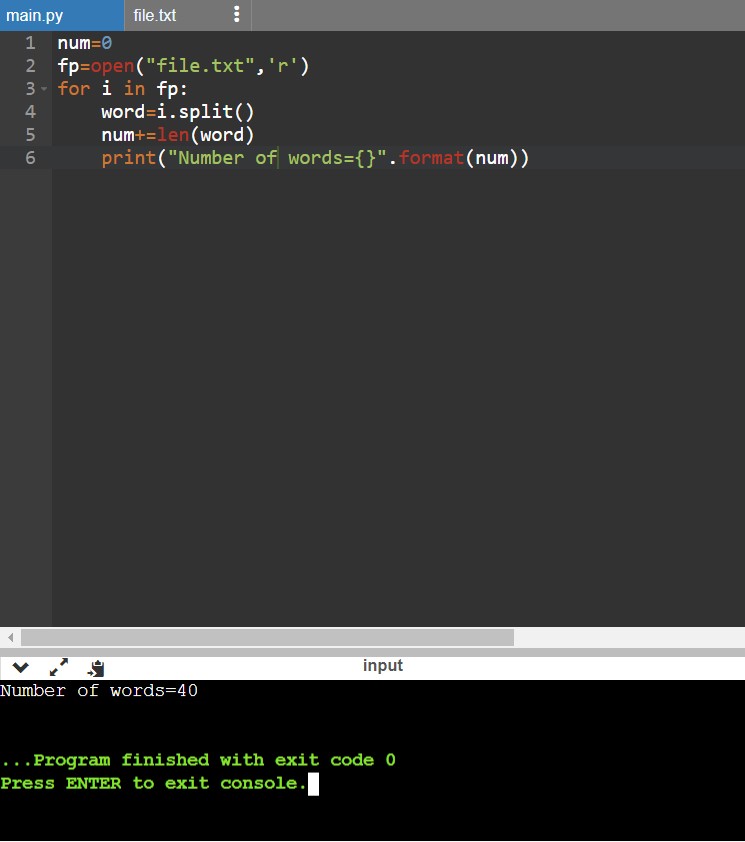 main.py file.txt
1 num=0
2 fp=open("file.txt",'r')
3 for i in fp:
4     word=i.split()
5     num+=len(word)
6     print("Number of words={}".format(num))
input
Number of words=40
...Program finished with exit code 0
Press ENTER to exit console.